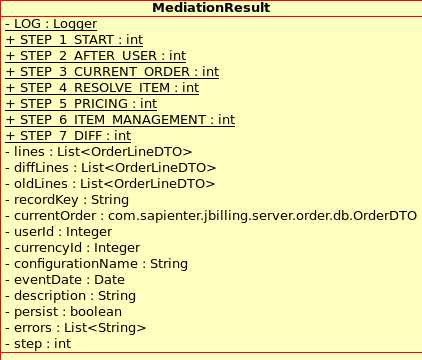 MediationResult
- LOG : Logger
+ STEP_1_START : int
+ STEP_2_AFTER_USER : int
+ STEP_3_CURRENT_ORDER : int
+ STEP_4_RESOLVE_ITEM : int
+ STEP_5_PRICING : int
+ STEP_6_ITEM_MANAGEMENT : int
+ STEP_7_DIFF : int
- lines : List<OrderLineDTO>
- diffLines : List<OrderLineDTO>
- oldLines : List<OrderLineDTO>
- recordKey : String
- currentOrder : com.sapienter.jbilling.server.order.db.OrderDTO
- userId : Integer
- currencyId : Integer
- configurationName : String
- eventDate : Date
- description : String
- persist : boolean
- errors : List<String>
- step : int